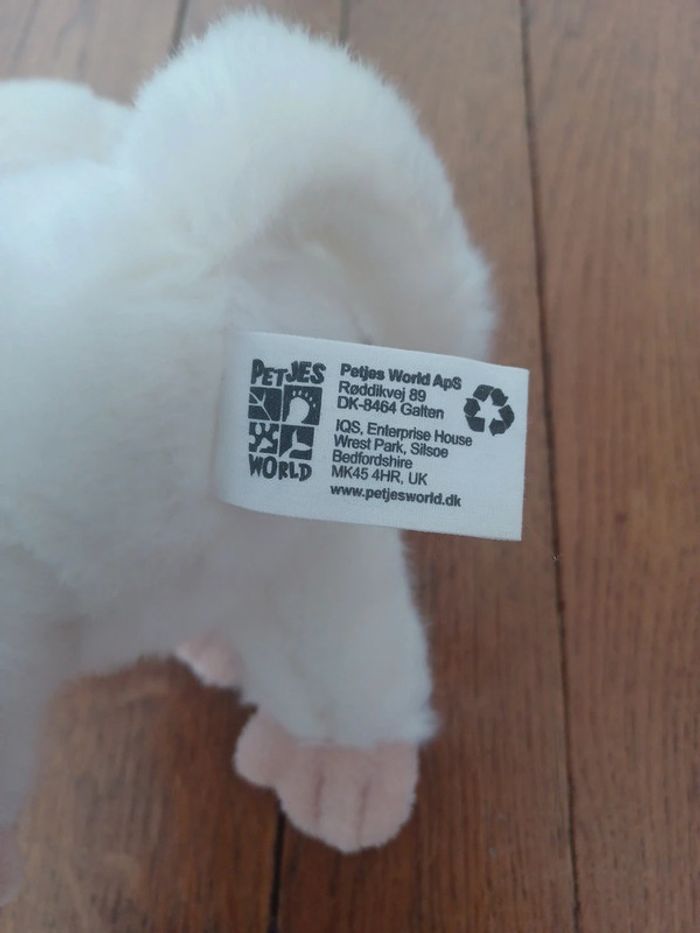 PETJES
WORLD
Petjes World ApS
Røddikvej 89
DK-8464 Galten
IQS, Enterprise House
Wrest Park, Silsoe
Bedfordshire
MK45 4HR, UK
www.petjesworld.dk